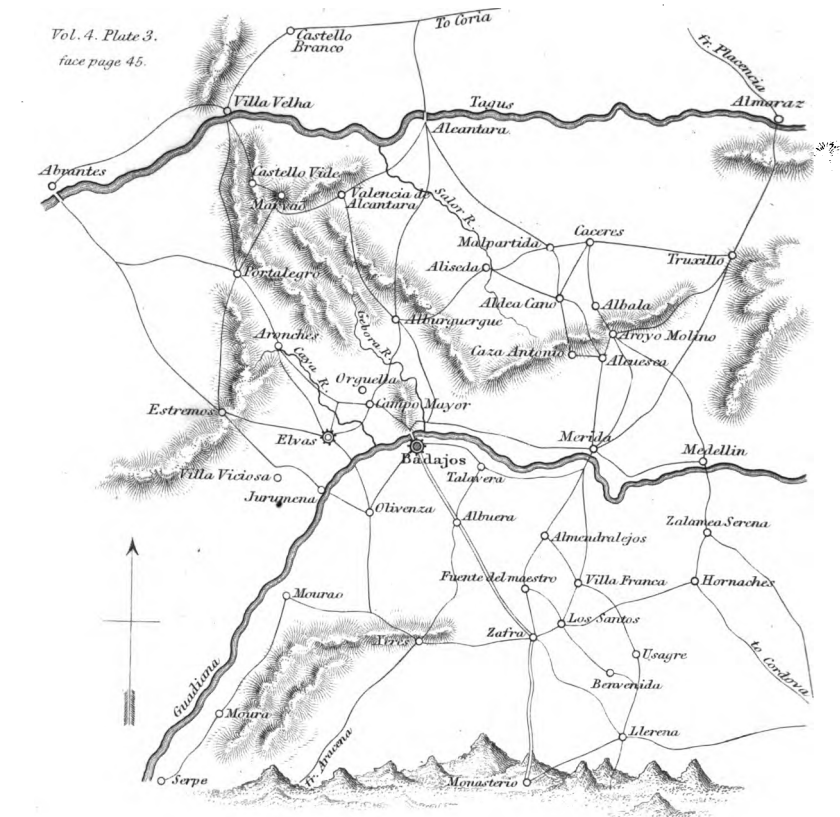 Vol. 4. Plate 3.
face page 45.
Castello
Branco
To Coria
fr. Placencia
Villa Velha
Tagus
Almaraz
Alcantara
Abrantes
Castello Vide
Marvaõ
Valencia de
Alcantara
Salor R.
Malpartida
Caceres
Truxillo
Portalegro
Aliseda
Aldea Cano
Albala
Alburguergue
Gebora R.
Aroyo Molino
Aronches
Caya R.
Caza Antonio
Alcuesca
Orguella
Campo Mayor
Estremos
Elvas
Merida
Medellin
Badajos
Villa Viciosa
Talavera
Jurumena
Olivenza
Albuera
Zalamea Serena
Almendralejos
Fuente del maestro
Villa Franca
Hornaches
Mourao
Los Santos
Xeres
Zafra
Usagre
to Cordova
Benvenida
Guadiana
Moura
Llerena
fr. Aracena
Serpe
Monasterio